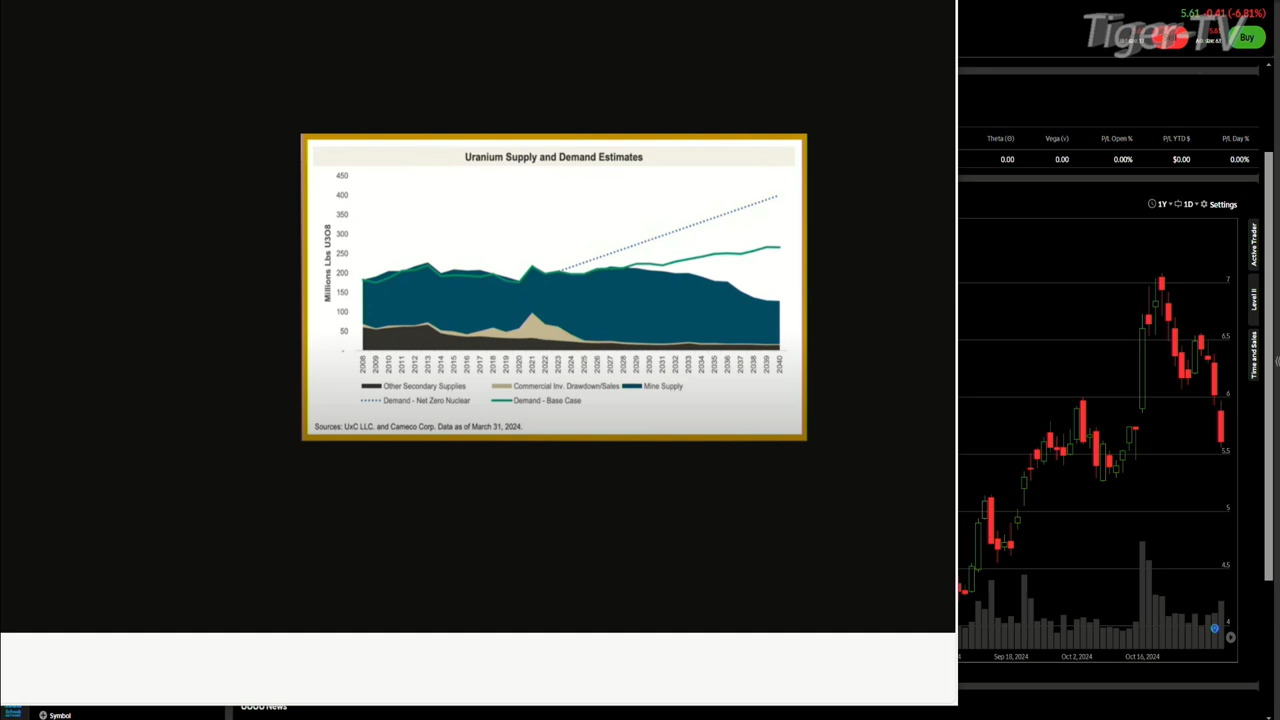 5.61 -0.41 (-6.81%)
Tiger-TV
Buy
Theta (Θ) Vega (v) P/L Open % P/L YTD $ P/L Day %
0.00 0.00 0.00% $0.00 0.00%
1Y 1D Settings
Active Trader
Level II
Time and Sales
7
6.5
6
5.5
5
4.5
4
Sep 18, 2024 Oct 2, 2024 Oct 16, 2024
Uranium Supply and Demand Estimates
Millions Lbs U3O8
450
400
350
300
250
200
150
100
50
-
2008 2009 2010 2011 2012 2013 2014 2015 2016 2017 2018 2019 2020 2021 2022 2023 2024 2025 2026 2027 2028 2029 2030 2031 2032 2033 2034 2035 2036 2037 2038 2039 2040
Other Secondary Supplies Commercial Inv. Drawdown/Sales Mine Supply
Demand - Net Zero Nuclear Demand - Base Case
Sources: UxC LLC. and Cameco Corp. Data as of March 31, 2024.
Symbol
News